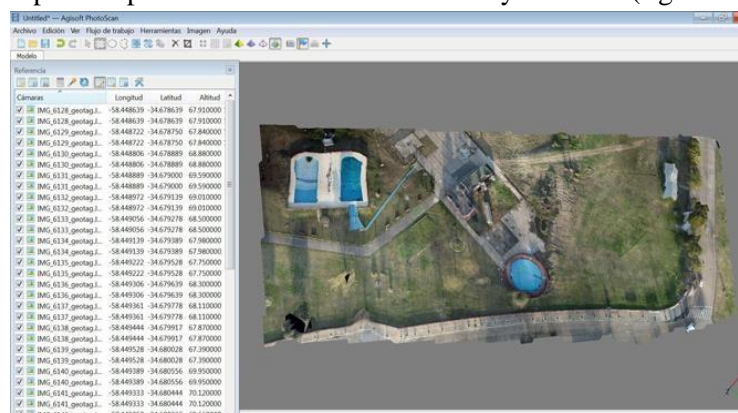 Untitled* — Agisoft PhotoScan
Archivo Edición Ver Flujo de trabajo Herramientas Imagen Ayuda
Modelo
Referencia
Cámaras Longitud Latitud Altitud
IMG_6128_geotag.J... -58.448639 -34.678639 67.910000
IMG_6128_geotag.J... -58.448639 -34.678639 67.910000
IMG_6129_geotag.J... -58.448722 -34.678750 67.840000
IMG_6129_geotag.J... -58.448722 -34.678750 67.840000
IMG_6130_geotag.J... -58.448806 -34.678889 68.880000
IMG_6130_geotag.J... -58.448806 -34.678889 68.880000
IMG_6131_geotag.J... -58.448889 -34.679000 69.590000
IMG_6131_geotag.J... -58.448889 -34.679000 69.590000
IMG_6132_geotag.J... -58.448972 -34.679139 69.010000
IMG_6132_geotag.J... -58.448972 -34.679139 69.010000
IMG_6133_geotag.J... -58.449056 -34.679278 68.500000
IMG_6133_geotag.J... -58.449056 -34.679278 68.500000
IMG_6134_geotag.J... -58.449139 -34.679389 67.980000
IMG_6134_geotag.J... -58.449139 -34.679389 67.980000
IMG_6135_geotag.J... -58.449222 -34.679528 67.750000
IMG_6135_geotag.J... -58.449222 -34.679528 67.750000
IMG_6136_geotag.J... -58.449306 -34.679639 68.300000
IMG_6136_geotag.J... -58.449306 -34.679639 68.300000
IMG_6137_geotag.J... -58.449361 -34.679778 68.110000
IMG_6137_geotag.J... -58.449361 -34.679778 68.110000
IMG_6138_geotag.J... -58.449444 -34.679917 67.870000
IMG_6138_geotag.J... -58.449444 -34.679917 67.870000
IMG_6139_geotag.J... -58.449528 -34.680028 67.390000
IMG_6139_geotag.J... -58.449528 -34.680028 67.390000
IMG_6140_geotag.J... -58.449389 -34.680556 69.950000
IMG_6140_geotag.J... -58.449389 -34.680556 69.950000
IMG_6141_geotag.J... -58.449333 -34.680444 70.120000
IMG_6141_geotag.J... -58.449333 -34.680444 70.120000